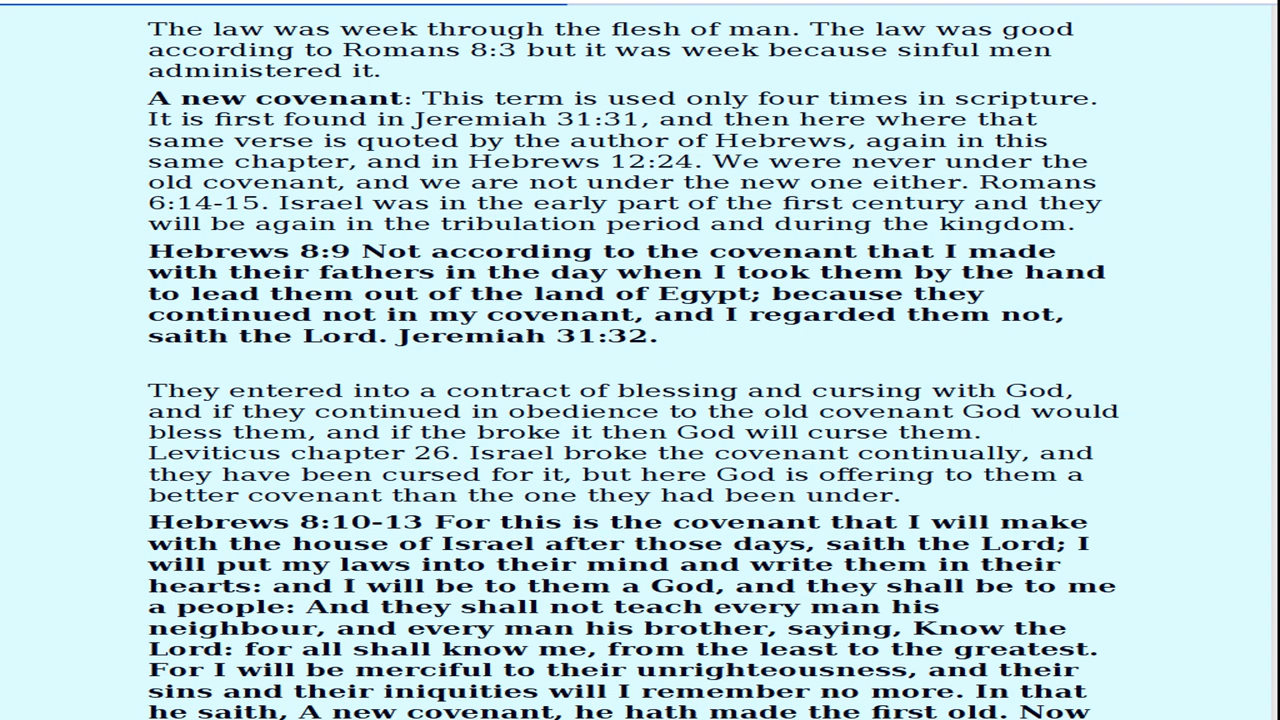 The law was week through the flesh of man. The law was good
according to Romans 8:3 but it was week because sinful men
administered it.
A new covenant: This term is used only four times in scripture.
It is first found in Jeremiah 31:31, and then here where that
same verse is quoted by the author of Hebrews, again in this
same chapter, and in Hebrews 12:24. We were never under the
old covenant, and we are not under the new one either. Romans
6:14-15. Israel was in the early part of the first century and they
will be again in the tribulation period and during the kingdom.
Hebrews 8:9 Not according to the covenant that I made
with their fathers in the day when I took them by the hand
to lead them out of the land of Egypt; because they
continued not in my covenant, and I regarded them not,
saith the Lord. Jeremiah 31:32.
They entered into a contract of blessing and cursing with God,
and if they continued in obedience to the old covenant God would
bless them, and if the broke it then God will curse them.
Leviticus chapter 26. Israel broke the covenant continually, and
they have been cursed for it, but here God is offering to them a
better covenant than the one they had been under.
Hebrews 8:10-13 For this is the covenant that I will make
with the house of Israel after those days, saith the Lord; I
will put my laws into their mind and write them in their
hearts: and I will be to them a God, and they shall be to me
a people: And they shall not teach every man his
neighbour, and every man his brother, saying, Know the
Lord: for all shall know me, from the least to the greatest.
For I will be merciful to their unrighteousness, and their
sins and their iniquities will I remember no more. In that
he saith, A new covenant, he hath made the first old. Now